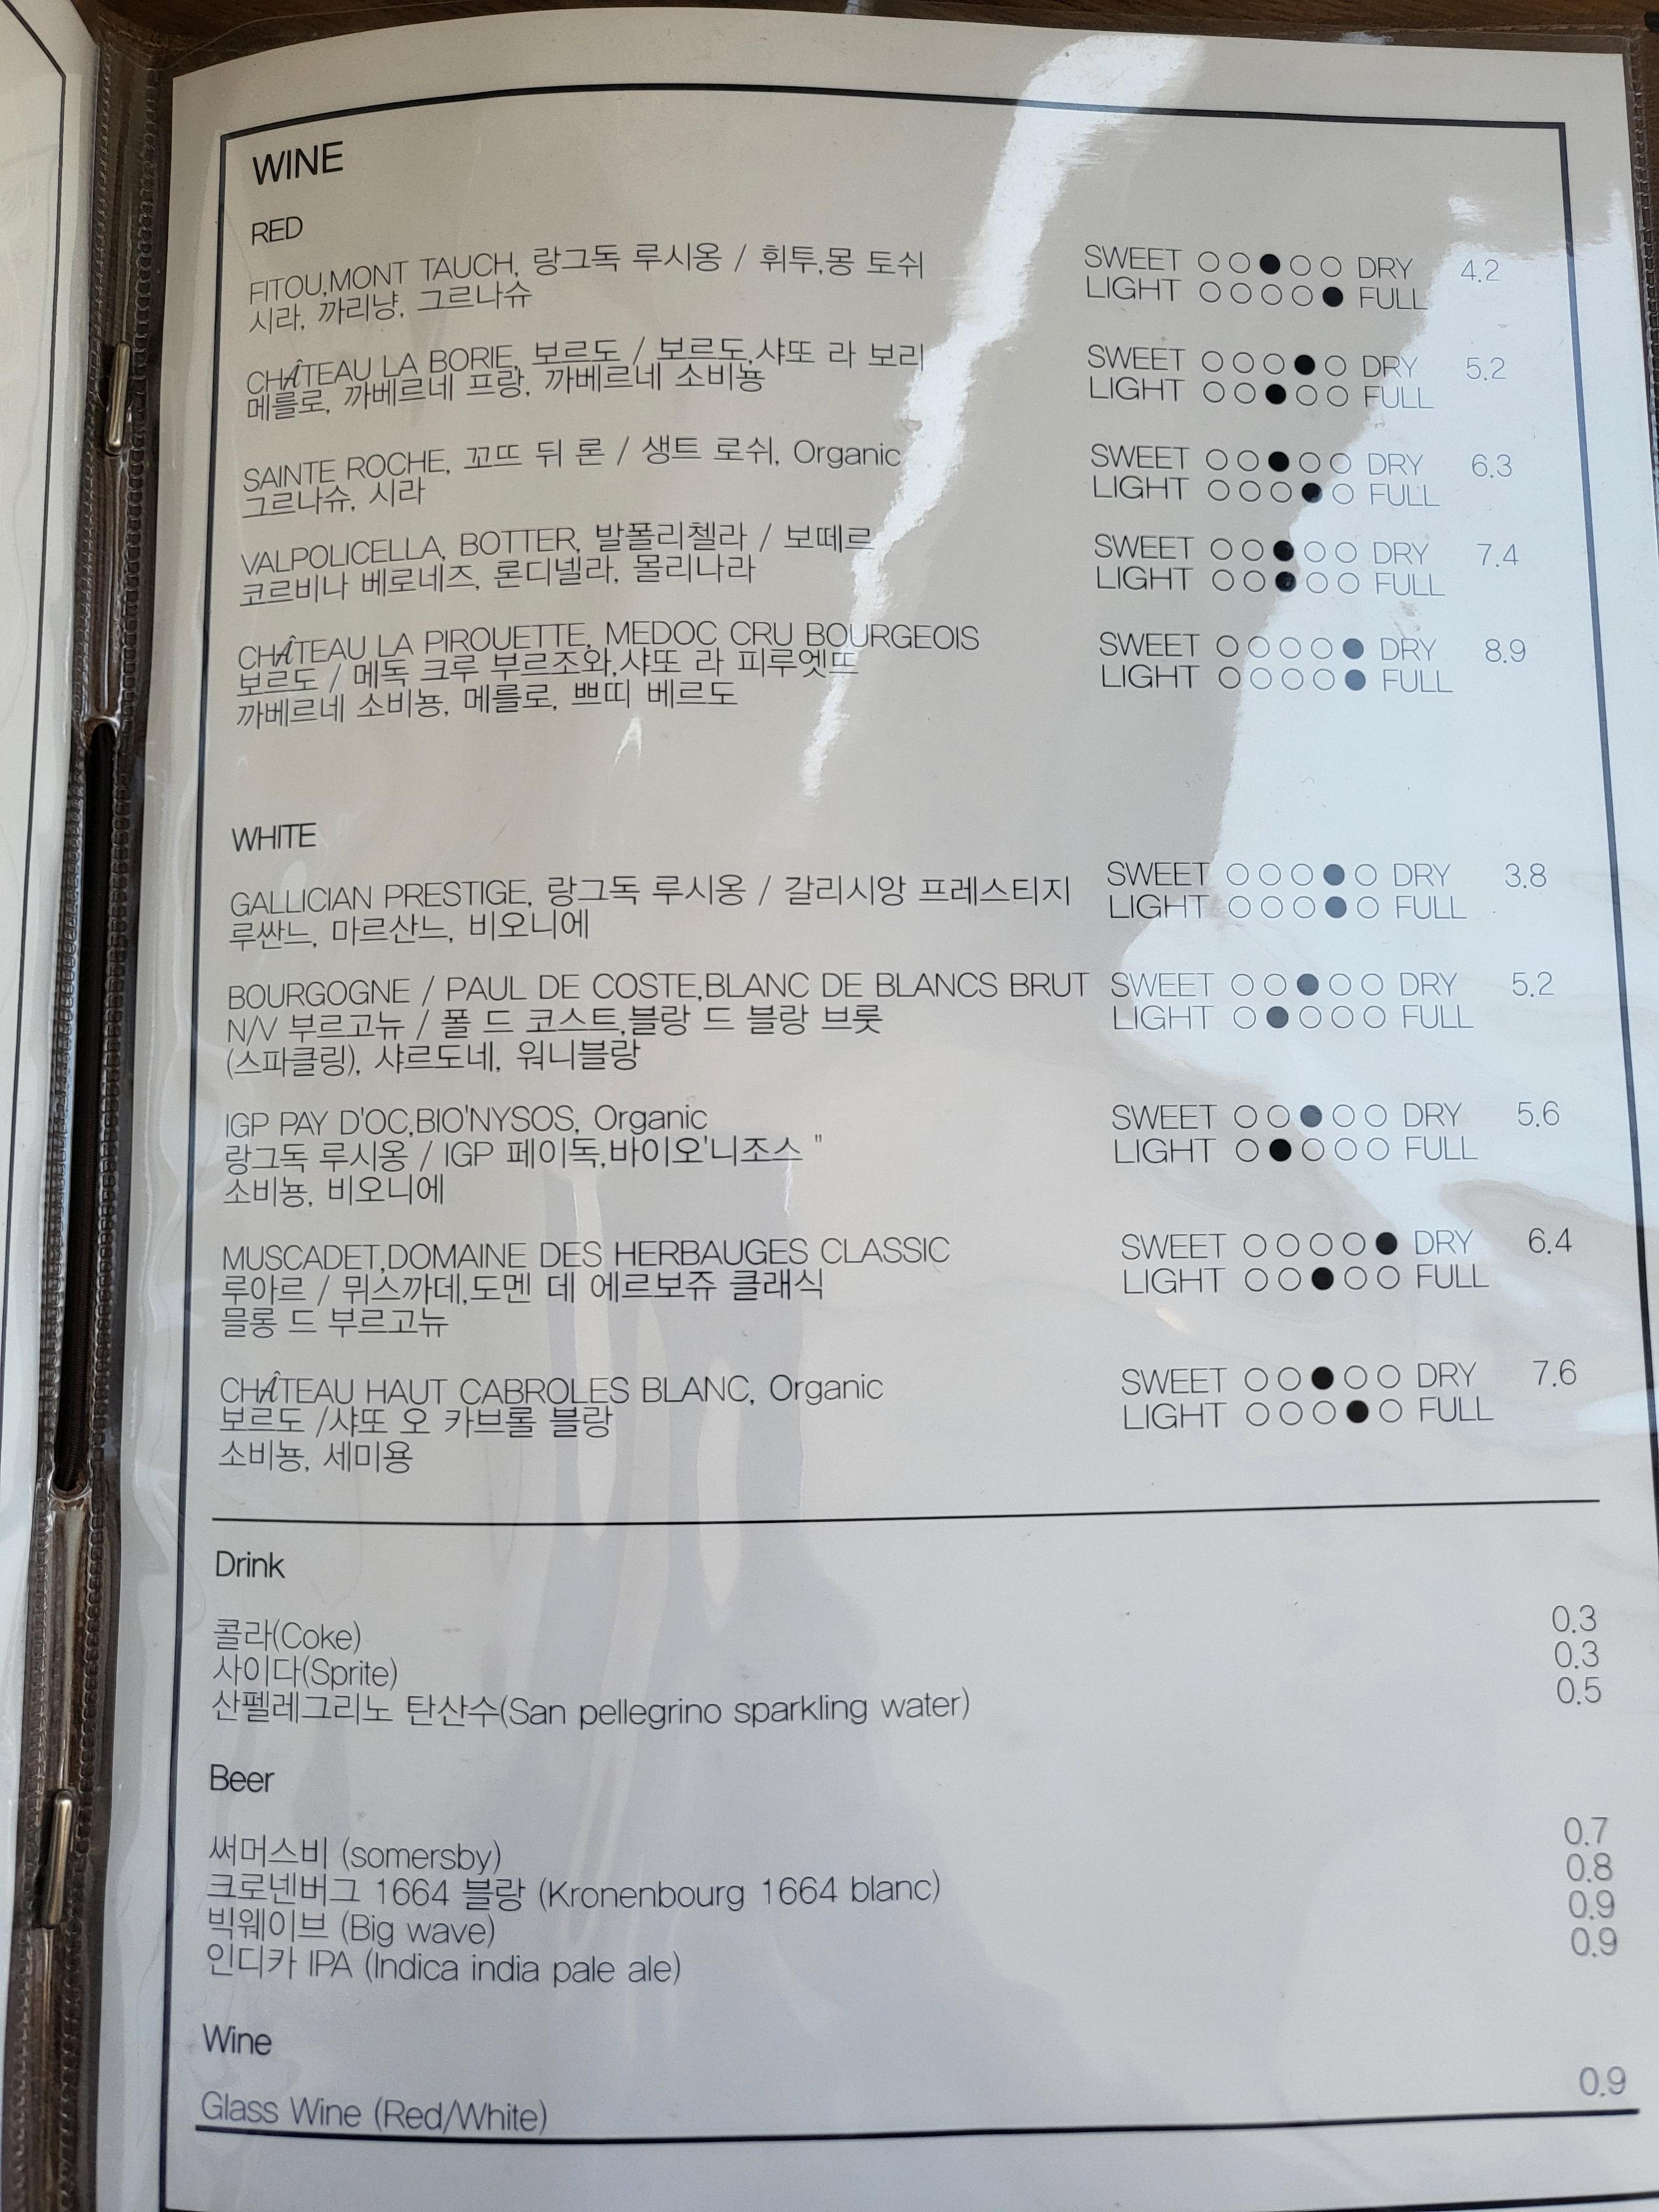 WINE
RED
FITOU,MONT TAUCH, 랑그독 루시옹 / 휘투,몽 토쉬 SWEET ○○●○○ DRY 4.2
시라, 까리냥, 그르나슈 LIGHT ○○○○● FULL
CHÂTEAU LA BORIE, 보르도 / 보르도,샤또 라 보리 SWEET ○○○●○ DRY 5.2
메를로, 까베르네 프랑, 까베르네 소비뇽 LIGHT ○○●○○ FULL
SAINTE ROCHE, 꼬뜨 뒤 론 / 생트 로쉬, Organic SWEET ○○●○○ DRY 6.3
그르나슈, 시라 LIGHT ○○○●○ FULL
VALPOLICELLA, BOTTER, 발폴리첼라 / 보떼르 SWEET ○○●○○ DRY 7.4
코르비나 베로네즈, 론디넬라, 몰리나라 LIGHT ○○●○○ FULL
CHÂTEAU LA PIROUETTE, MEDOC CRU BOURGEOIS SWEET ○○○○● DRY 8.9
보르도 / 메독 크루 부르조와,샤또 라 피루엣뜨 LIGHT ○○○○● FULL
까베르네 소비뇽, 메를로, 쁘띠 베르도
WHITE
GALLICIAN PRESTIGE, 랑그독 루시옹 / 갈리시앙 프레스티지 SWEET ○○○●○ DRY 3.8
루싼느, 마르산느, 비오니에 LIGHT ○○○●○ FULL
BOURGOGNE / PAUL DE COSTE,BLANC DE BLANCS BRUT SWEET ○○●○○ DRY 5.2
N/V 부르고뉴 / 폴 드 코스트,블랑 드 블랑 브룻 LIGHT ○●○○○ FULL
(스파클링), 샤르도네, 워니블랑
IGP PAY D'OC,BIO'NYSOS, Organic SWEET ○○●○○ DRY 5.6
랑그독 루시옹 / IGP 페이독,바이오'니조스 " LIGHT ○●○○○ FULL
소비뇽, 비오니에
MUSCADET,DOMAINE DES HERBAUGES CLASSIC SWEET ○○○○● DRY 6.4
루아르 / 뮈스까데,도멘 데 에르보쥬 클래식 LIGHT ○○●○○ FULL
믈롱 드 부르고뉴
CHÂTEAU HAUT CABROLES BLANC, Organic SWEET ○○●○○ DRY 7.6
보르도 /샤또 오 카브롤 블랑 LIGHT ○○○●○ FULL
소비뇽, 세미용
Drink
콜라(Coke) 0.3
사이다(Sprite) 0.3
산펠레그리노 탄산수(San pellegrino sparkling water) 0.5
Beer
써머스비 (somersby) 0.7
크로넨버그 1664 블랑 (Kronenbourg 1664 blanc) 0.8
빅웨이브 (Big wave) 0.9
인디카 IPA (Indica india pale ale) 0.9
Wine
Glass Wine (Red/White) 0.9